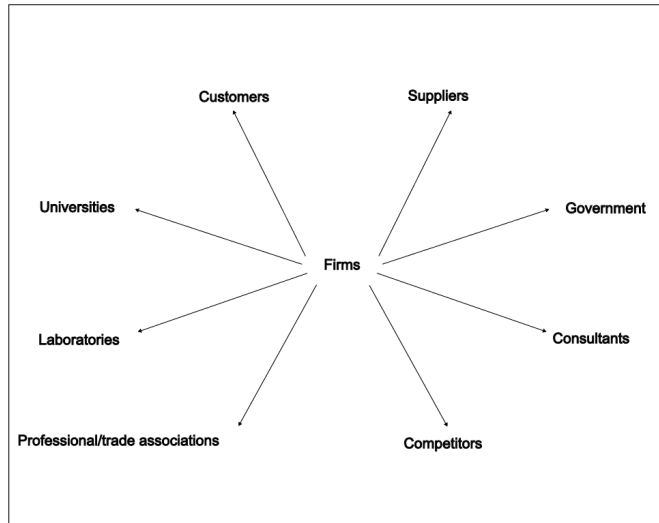 Customers
Suppliers
Universities
Government
Firms
Laboratories
Consultants
Professional/trade associations
Competitors